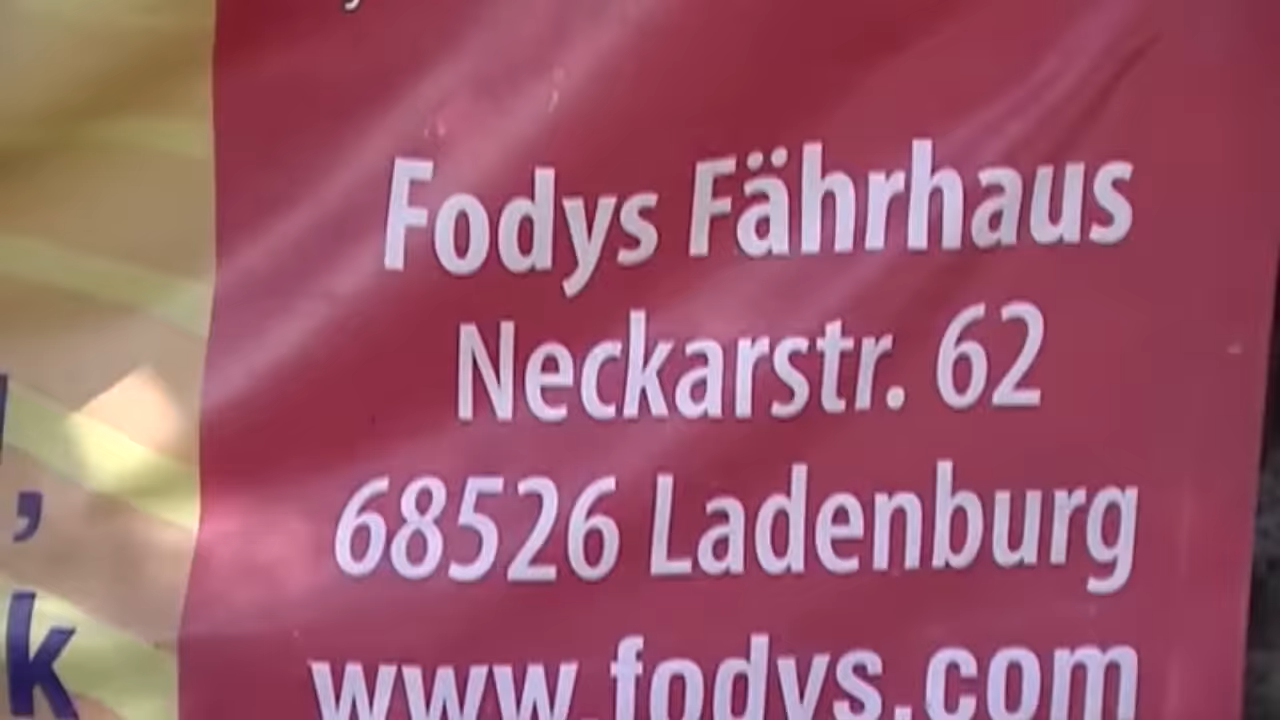 Fodys Fährhaus
Neckarstr. 62
68526 Ladenburg
www.fodys.com
,
k